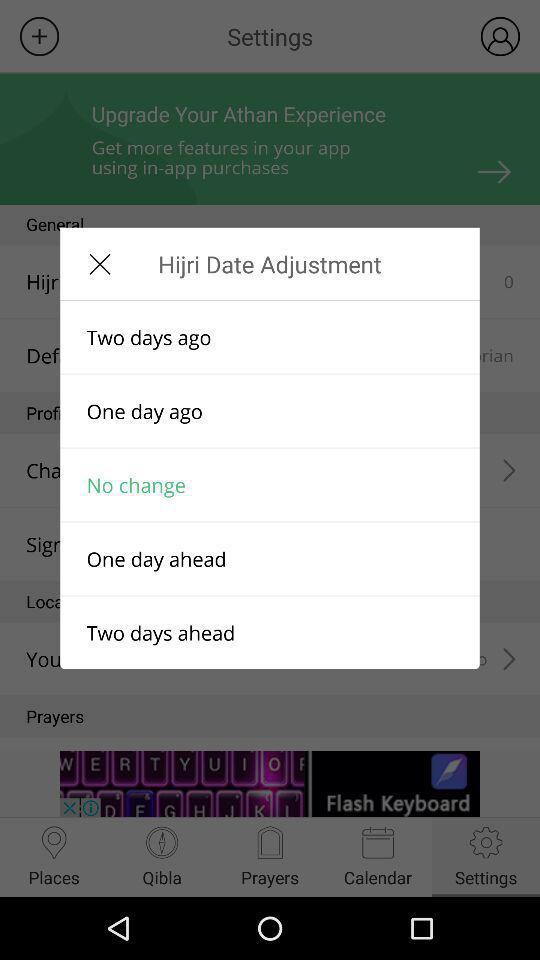 Settings
Upgrade Your Athan Experience
Get more features in your app
using in-app purchases
General
Hijri Date Adjustment
Two days ago
One day ago
No change
One day ahead
Two days ahead
Hijr 0
Def rian
Profi
Cha
Sign
Loca
You
Prayers
W E R T Y U I O
D F G H J K L
Flash Keyboard
Places Qibla Prayers Calendar Settings